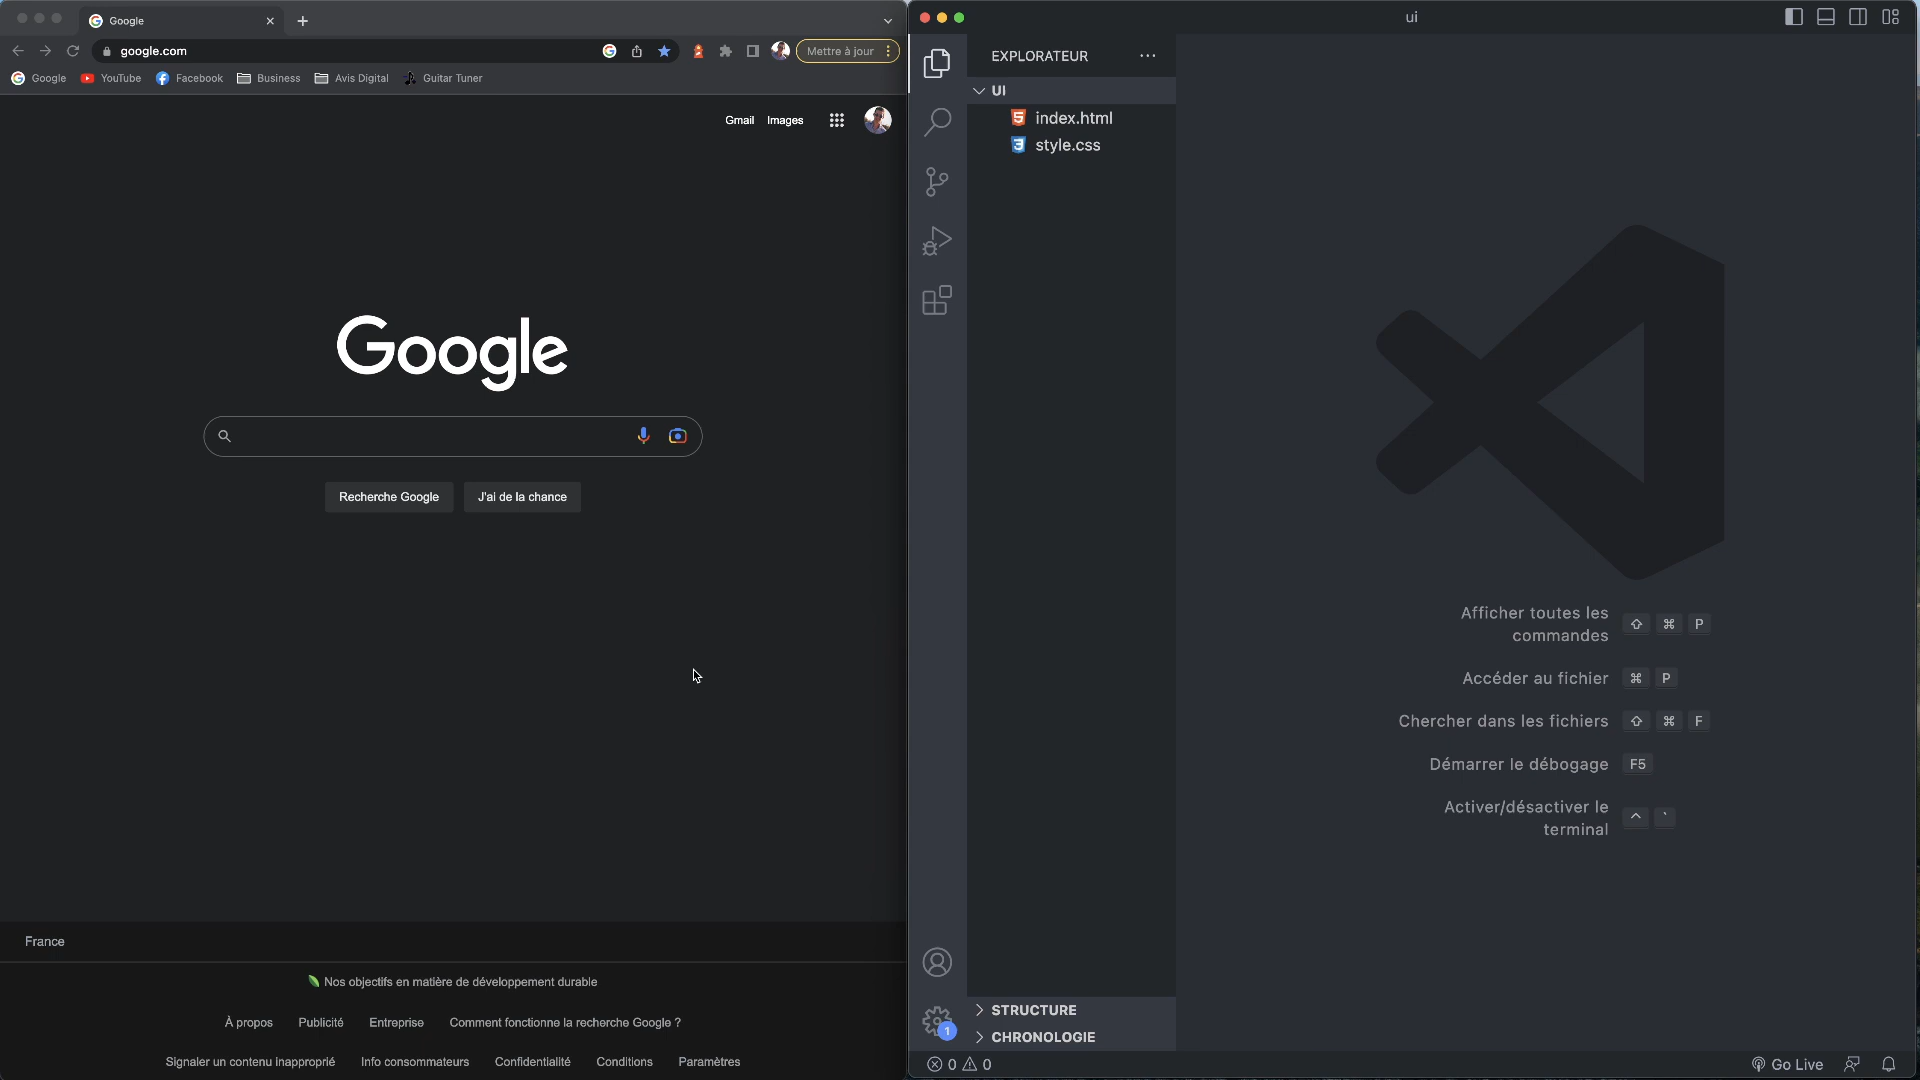 Google
google.com
Mettre à jour
Google YouTube Facebook Business Avis Digital Guitar Tuner
Gmail Images
Google
Recherche Google J'ai de la chance
France
Nos objectifs en matière de développement durable
À propos Publicité Entreprise Comment fonctionne la recherche Google ?
Signaler un contenu inapproprié Info consommateurs Confidentialité Conditions Paramètres
ui
EXPLORATEUR
UI
index.html
style.css
Afficher toutes les
commandes ⇧ ⌘ P
Accéder au fichier ⌘ P
Chercher dans les fichiers ⇧ ⌘ F
Démarrer le débogage F5
Activer/désactiver le
terminal ^ `
STRUCTURE
1
CHRONOLOGIE
0 0
Go Live